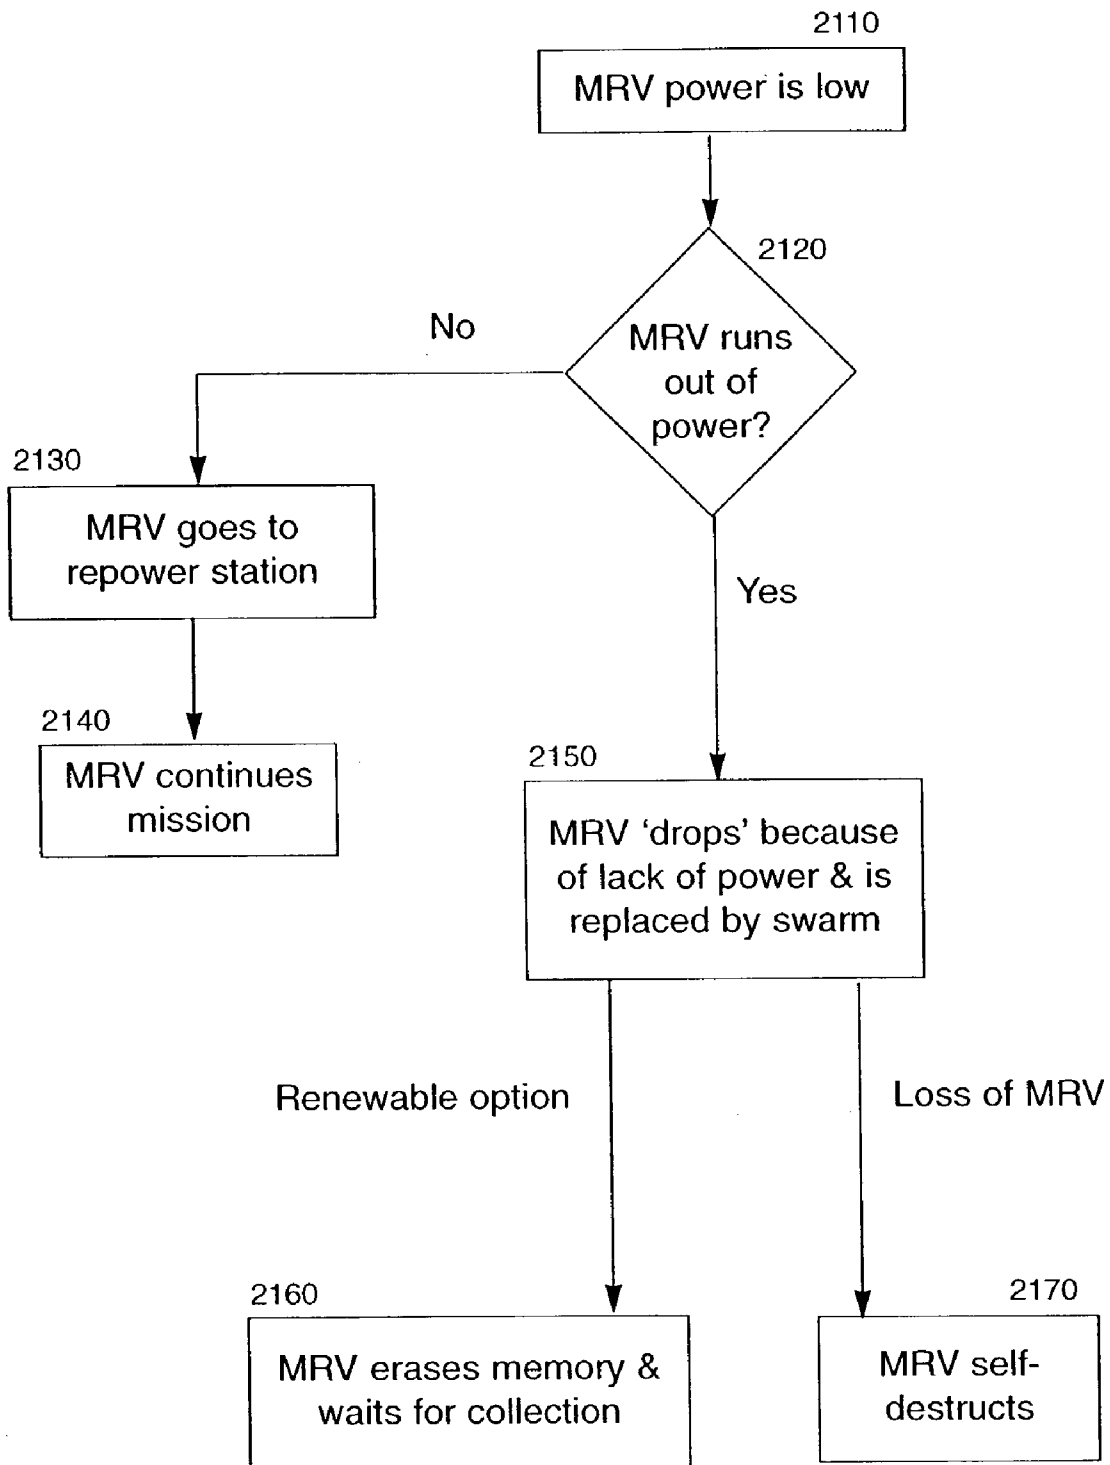 2110
MRV power is low
2120
MRV runs
out of
power?
No
Yes
2130
MRV goes to
repower station
2140
MRV continues
mission
2150
MRV ‘drops’ because
of lack of power & is
replaced by swarm
Renewable option
Loss of MRV
2160
MRV erases memory &
waits for collection
2170
MRV self-
destructs